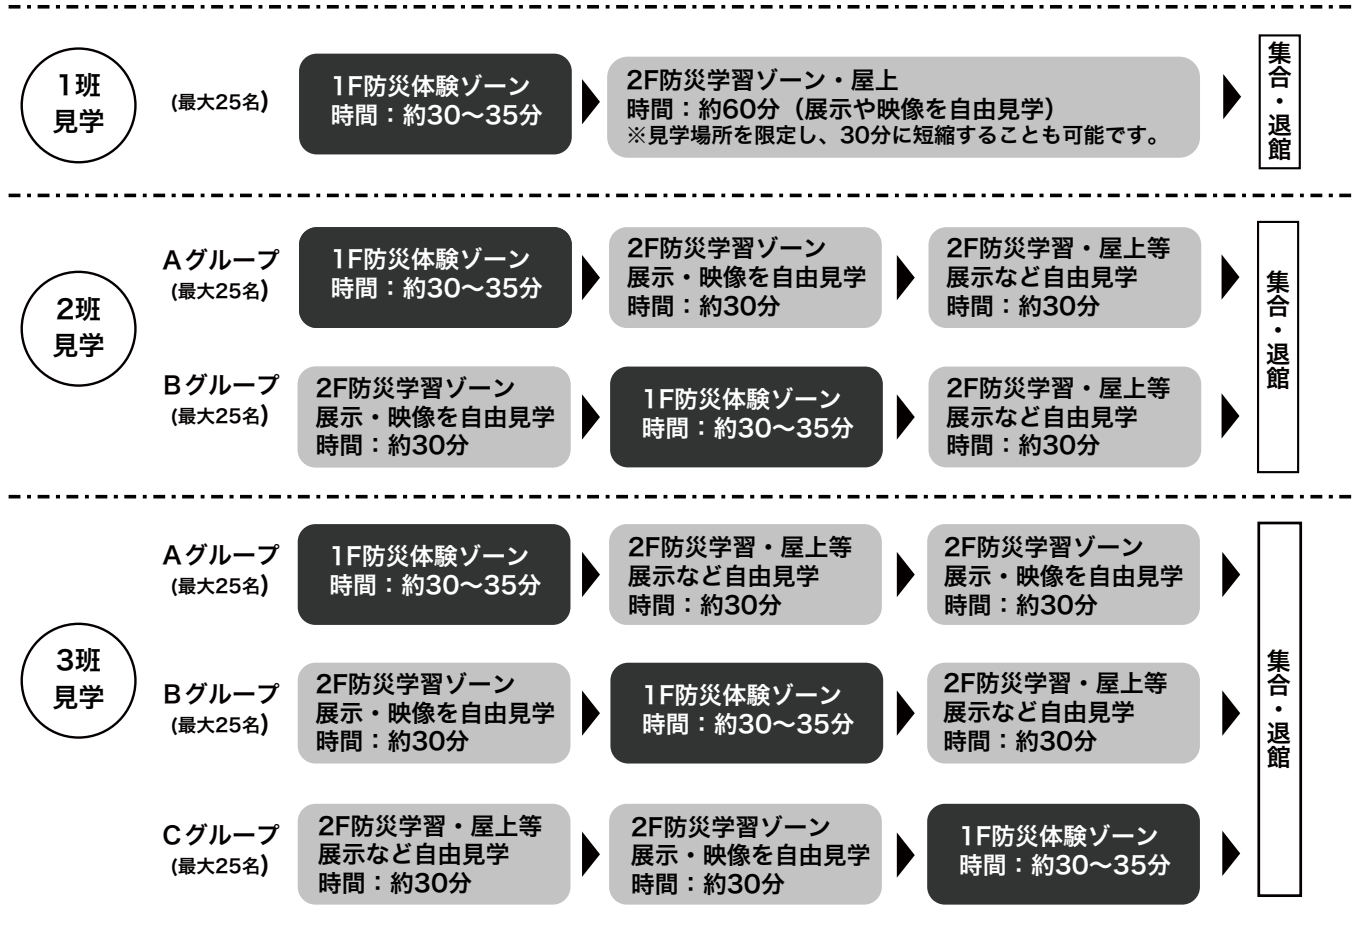 1班
見学
(最大25名)
1F防災体験ゾーン
時間：約30〜35分
2F防災学習ゾーン・屋上
時間：約60分（展示や映像を自由見学）
※見学場所を限定し、30分に短縮することも可能です。
集合・退館
2班
見学
Aグループ
(最大25名)
1F防災体験ゾーン
時間：約30〜35分
2F防災学習ゾーン
展示・映像を自由見学
時間：約30分
2F防災学習・屋上等
展示など自由見学
時間：約30分
Bグループ
(最大25名)
2F防災学習ゾーン
展示・映像を自由見学
時間：約30分
1F防災体験ゾーン
時間：約30〜35分
2F防災学習・屋上等
展示など自由見学
時間：約30分
集合・退館
3班
見学
Aグループ
(最大25名)
1F防災体験ゾーン
時間：約30〜35分
2F防災学習・屋上等
展示など自由見学
時間：約30分
2F防災学習ゾーン
展示・映像を自由見学
時間：約30分
Bグループ
(最大25名)
2F防災学習ゾーン
展示・映像を自由見学
時間：約30分
1F防災体験ゾーン
時間：約30〜35分
2F防災学習・屋上等
展示など自由見学
時間：約30分
Cグループ
(最大25名)
2F防災学習・屋上等
展示など自由見学
時間：約30分
2F防災学習ゾーン
展示・映像を自由見学
時間：約30分
1F防災体験ゾーン
時間：約30〜35分
集合・退館